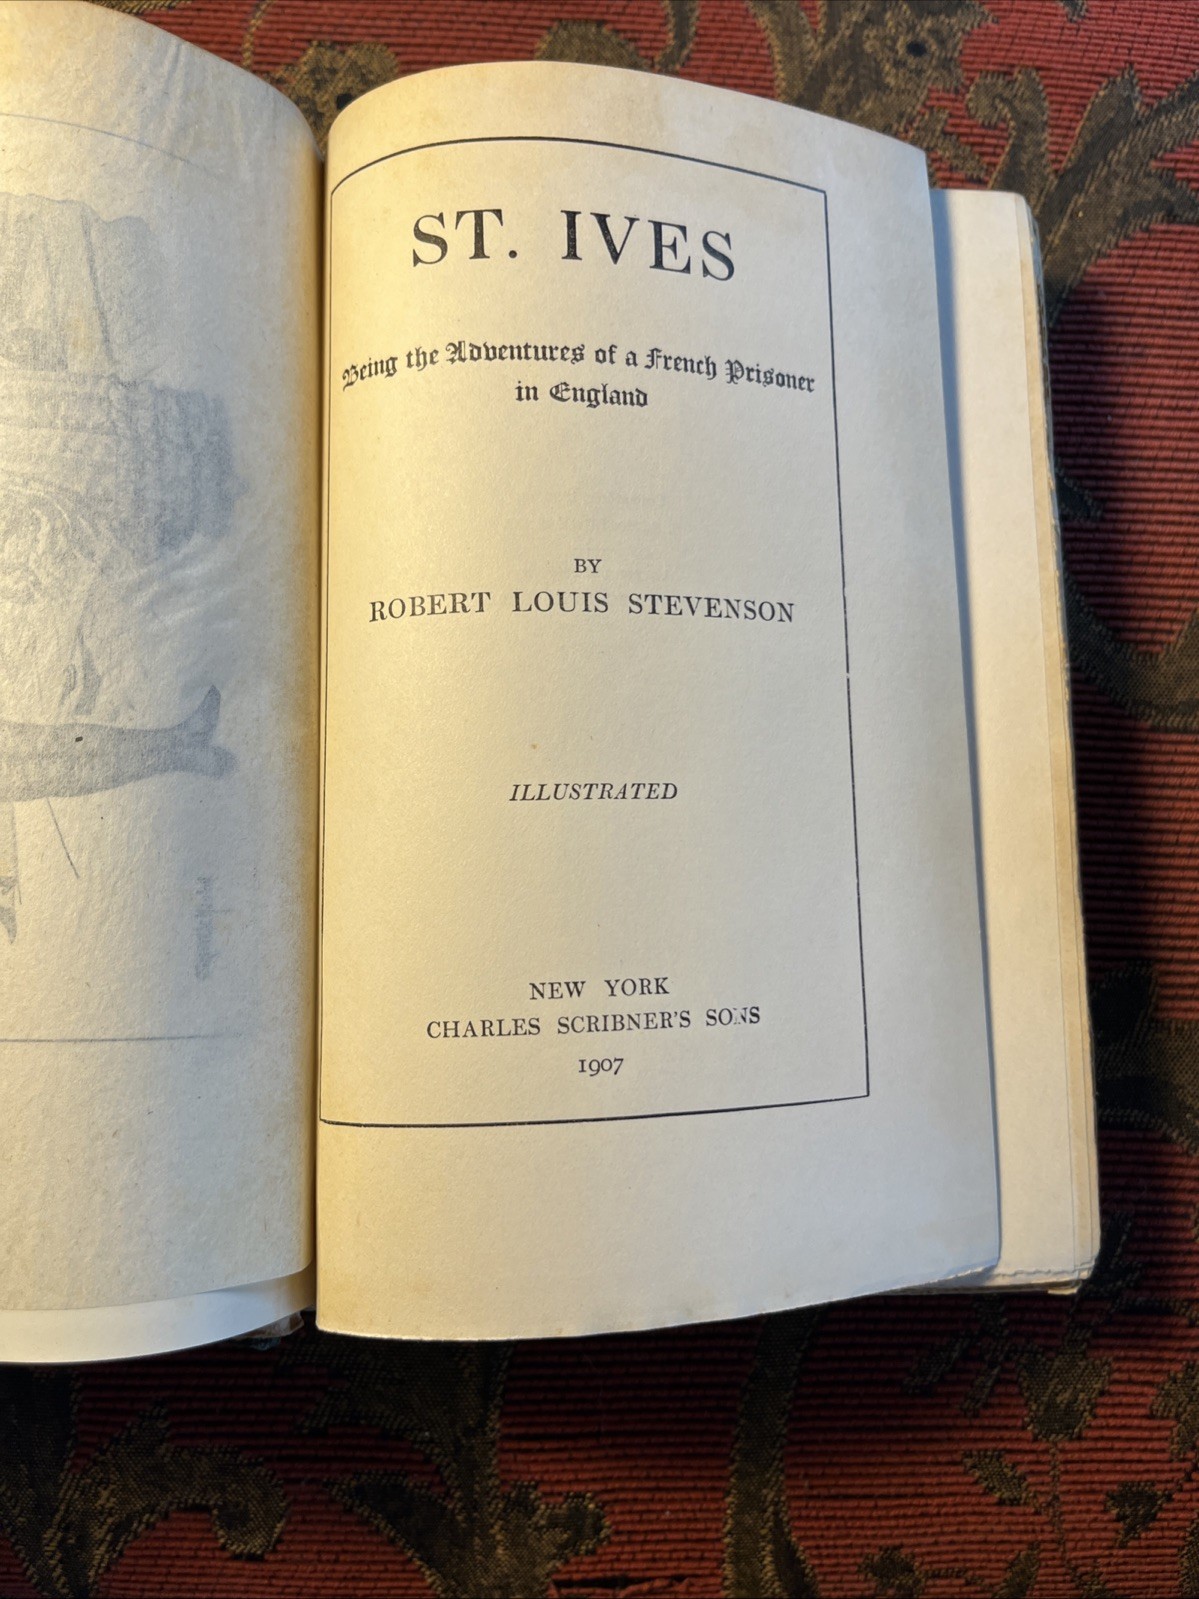 ST. IVES
Being the Adventures of a French Prisoner
in England
BY
ROBERT LOUIS STEVENSON
ILLUSTRATED
NEW YORK
CHARLES SCRIBNER'S SONS
1907